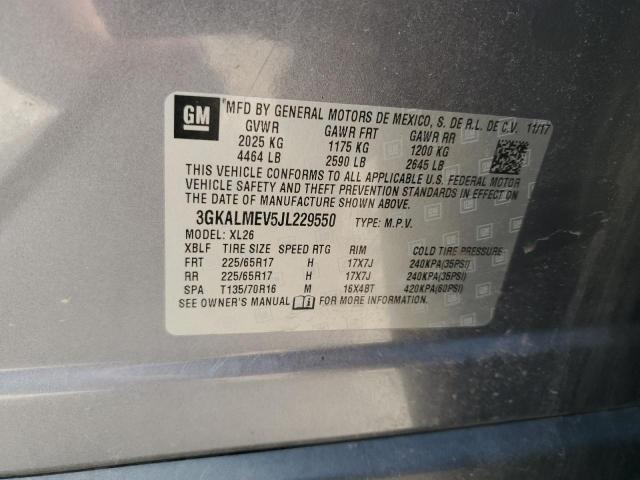 GM
MFD BY GENERAL MOTORS DE MEXICO, S. DE R.L. DE C.V. 11/17
GVWR GAWR FRT GAWR RR
2025 KG 1175 KG 1200 KG
4464 LB 2590 LB 2645 LB
THIS VEHICLE CONFORMS TO ALL APPLICABLE U.S. FEDERAL MOTOR
VEHICLE SAFETY AND THEFT PREVENTION STANDARDS IN EFFECT ON
THE DATE OF MANUFACTURE SHOWN ABOVE.
3GKALMEV5JL229550 TYPE: M.P.V.
MODEL: XL26
XBLF TIRE SIZE SPEED RTG RIM COLD TIRE PRESSURE
FRT 225/65R17 H 17X7J 240KPA(35PSI)
RR 225/65R17 H 17X7J 240KPA(35PSI)
SPA T135/70R16 M 16X4BT 420KPA(60PSI)
SEE OWNER'S MANUAL FOR MORE INFORMATION.